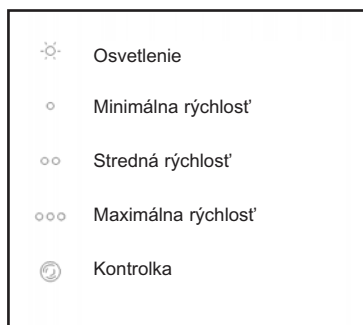 Osvetlenie
Minimálna rýchlosť
Stredná rýchlosť
Maximálna rýchlosť
Kontrolka